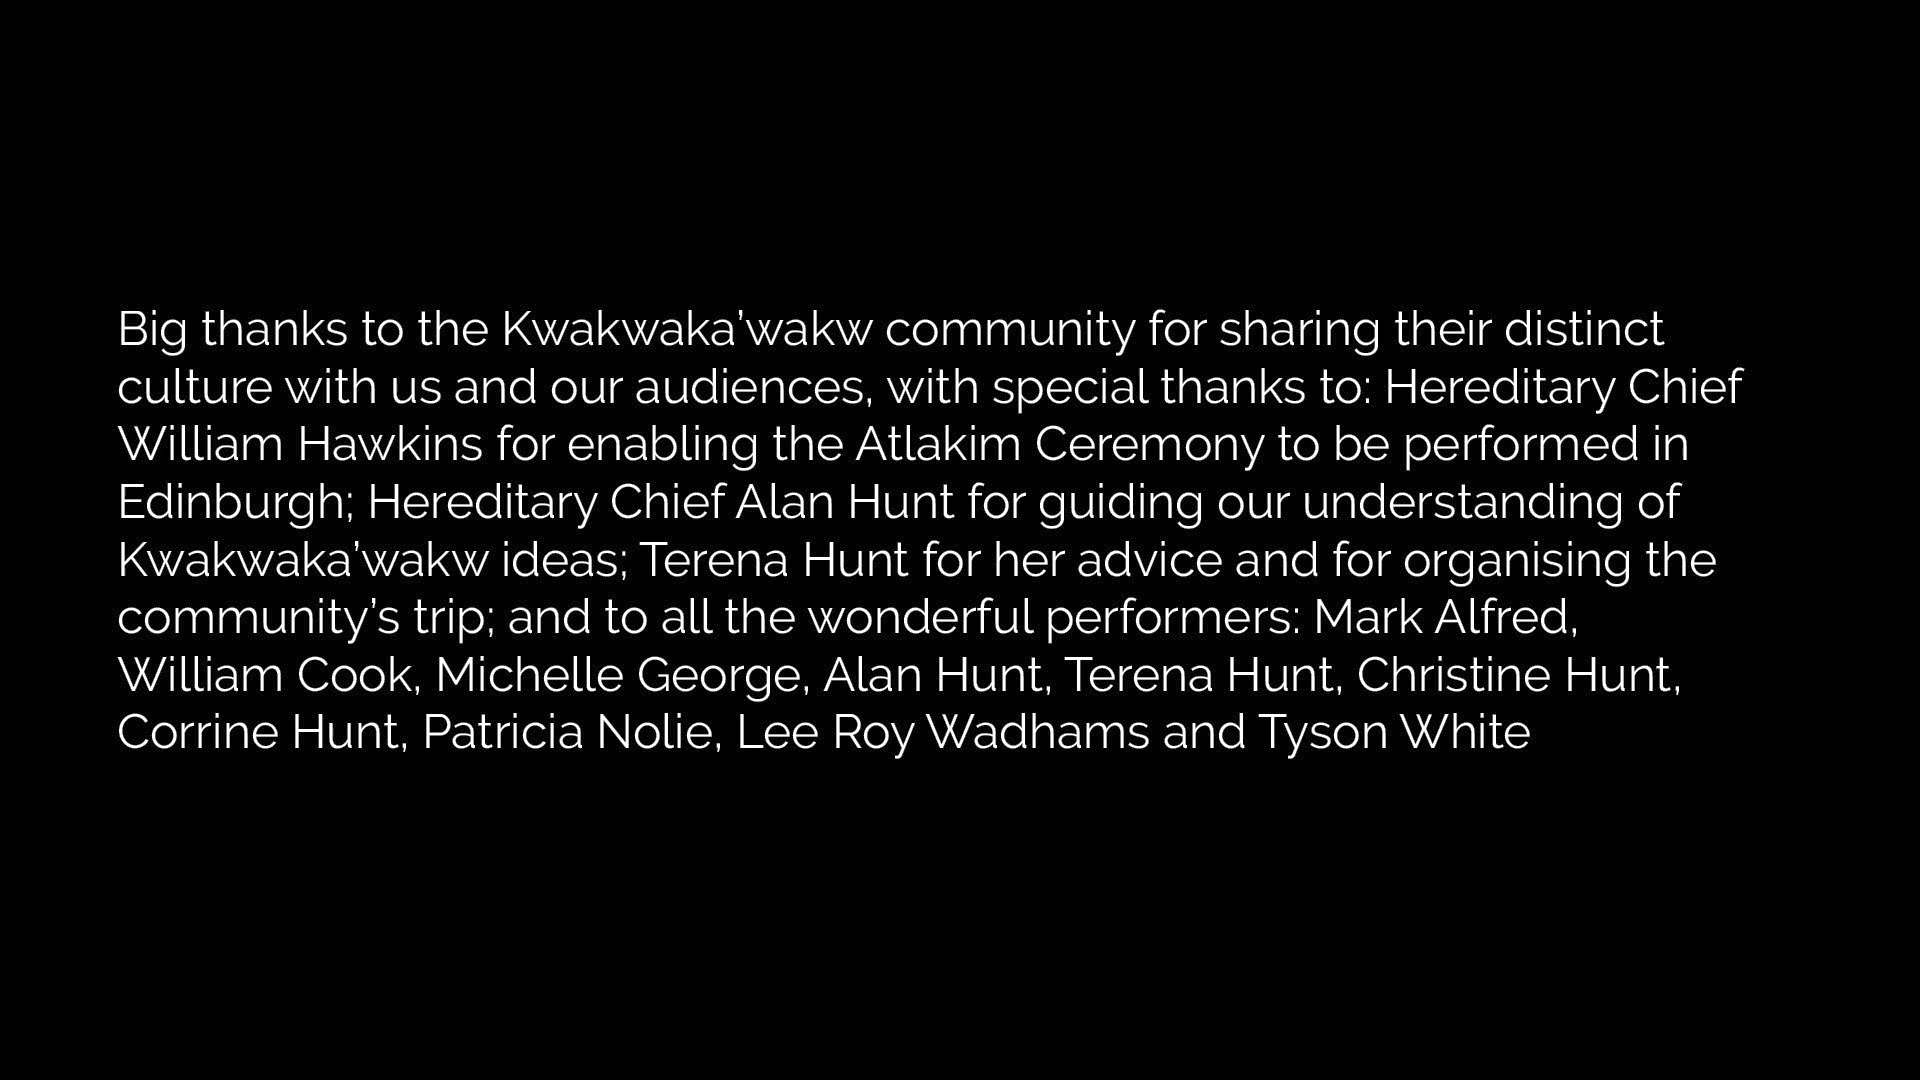 Big thanks to the Kwakwaka’wakw community for sharing their distinct
culture with us and our audiences, with special thanks to: Hereditary Chief
William Hawkins for enabling the Atlakim Ceremony to be performed in
Edinburgh; Hereditary Chief Alan Hunt for guiding our understanding of
Kwakwaka’wakw ideas; Terena Hunt for her advice and for organising the
community’s trip; and to all the wonderful performers: Mark Alfred,
William Cook, Michelle George, Alan Hunt, Terena Hunt, Christine Hunt,
Corrine Hunt, Patricia Nolie, Lee Roy Wadhams and Tyson White